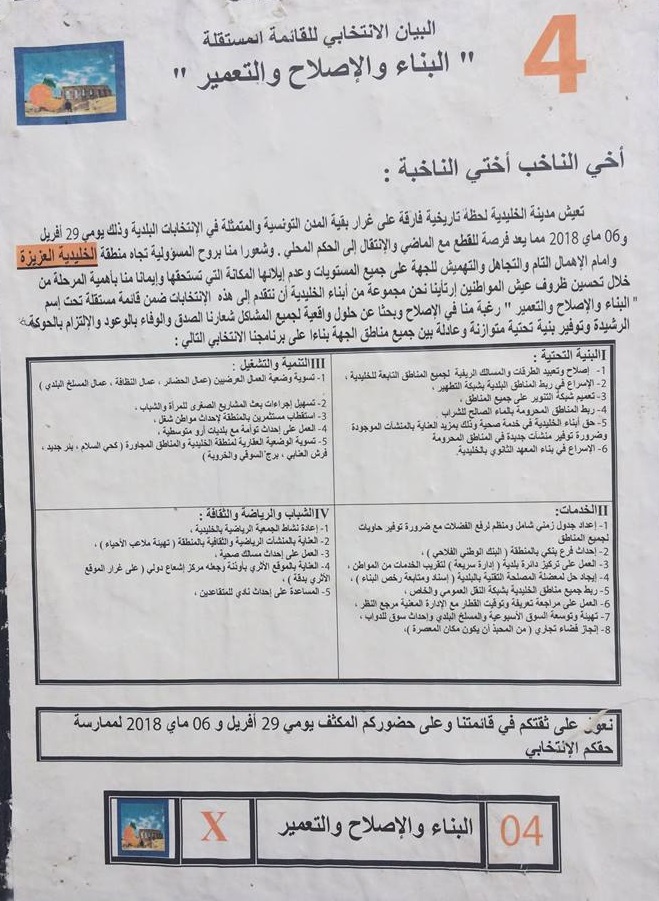 البيان الانتخابي للقائمة المستقلة
" البناء والإصلاح والتعمير "
4
أخي الناخب أختي الناخبة :
تعيش مدينة الخليدية لحظة تاريخية فارقة على غرار بقية المدن التونسية والمتمثلة في الإنتخابات البلدية وذلك يومي 29 أفريل
و06 ماي 2018 مما يعد فرصة للقطع مع الماضي والإنتقال إلى الحكم المحلي . وشعورا منا بروح المسؤولية تجاه منطقة الخليدية العزيزة
وامام الإهمال التام والتجاهل والتهميش للجهة على جميع المستويات وعدم إيلائها المكانة التي تستحقها وإيمانا منا بأهمية المرحلة من
خلال تحسين ظروف عيش المواطنين إرتأينا نحن مجموعة من أبناء الخليدية أن نتقدم إلى هذه الإنتخابات ضمن قائمة مستقلة تحت إسم
" البناء والإصلاح والتعمير " رغبة منا في الإصلاح وبحثا عن حلول واقعية لجميع المشاكل شعارنا الصدق والوفاء بالوعود والإلتزام بالحوكمة
الرشيدة وتوفير بنية تحتية متوازنة وعادلة بين جميع مناطق الجهة بناءا على برنامجنا الانتخابي التالي :
I البنية التحتية :
1- إصلاح وتعبيد الطرقات والمسالك الريفية لجميع المناطق التابعة للخليدية ،
2- الإسراع في ربط المناطق البلدية بشبكة التطهير ،
3- تعميم شبكة التنوير على جميع المناطق ،
4- ربط المناطق المحرومة بالماء الصالح للشراب
5- حق أبناء الخليدية في خدمة صحية وذلك بمزيد العناية بالمنشآت الموجودة
وضرورة توفير منشآت جديدة في المناطق المحرومة
6- الإسراع في بناء المعهد الثانوي بالخليدية.
III التنمية والتشغيل :
1- تسوية وضعية العمال العرضيين (عمال الحضائر ، عمال النظافة ، عمال المسلخ البلدي )
2- تسهيل إجراءات بعث المشاريع الصغرى للمرأة والشباب ،
3- استقطاب مستثمرين بالمنطقة لإحداث مواطن شغل ،
4- العمل على إحداث توأمة مع بلديات أرو متوسطية ،
5- تسوية الوضعية العقارية لمنطقة الخليدية والمناطق المجاورة ( كحي السلام ، بئر جديد ،
فرش العنابي ، برج السوفي والخروبة )
II الخدمات:
1- إعداد جدول زمني شامل ومنظم لرفع الفضلات مع ضرورة توفير حاويات
لجميع المناطق
2- إحداث فرع بنكي بالمنطقة ( البنك الوطني الفلاحي ) ،
3- العمل على تركيز دائرة بلدية ( إدارة سريعة ) لتقريب الخدمات من المواطن ،
4- إيجاد حل لمعضلة المصلحة التقنية بالبلدية ( إسناد ومتابعة رخص البناء ) ،
5- ربط جميع مناطق الخليدية بشبكة النقل العمومي والخاص ،
6- العمل على مراجعة تعريفة وتوقيت القطار مع الإدارة المعنية مرجع النظر ،
7- تهيئة وتوسعة السوق الأسبوعية والمسلخ البلدي وإحداث سوق للدواب ،
8- إنجاز فضاء تجاري ( من المحبذ أن يكون مكان المعصرة )،
IV الشباب والرياضة والثقافة :
1- إعادة نشاط الجمعية الرياضية بالخليدية ،
2- العناية بالمنشآت الرياضية والثقافية بالمنطقة ( تهيئة ملاعب الأحياء ) ،
3- العمل على إحداث مسالك صحية ،
4- العناية بالموقع الأثري بأوذنة وجعله مركز إشعاع دولي ( على غرار الموقع
الأثري بدقة ) ،
5- المساعدة على إحداث نادي للمتقاعدين ،
نعول على ثقتكم في قائمتنا وعلى حضوركم المكثف يومي 29 أفريل و 06 ماي 2018 لممارسة
حقكم الإنتخابي
04
البناء والإصلاح والتعمير
X